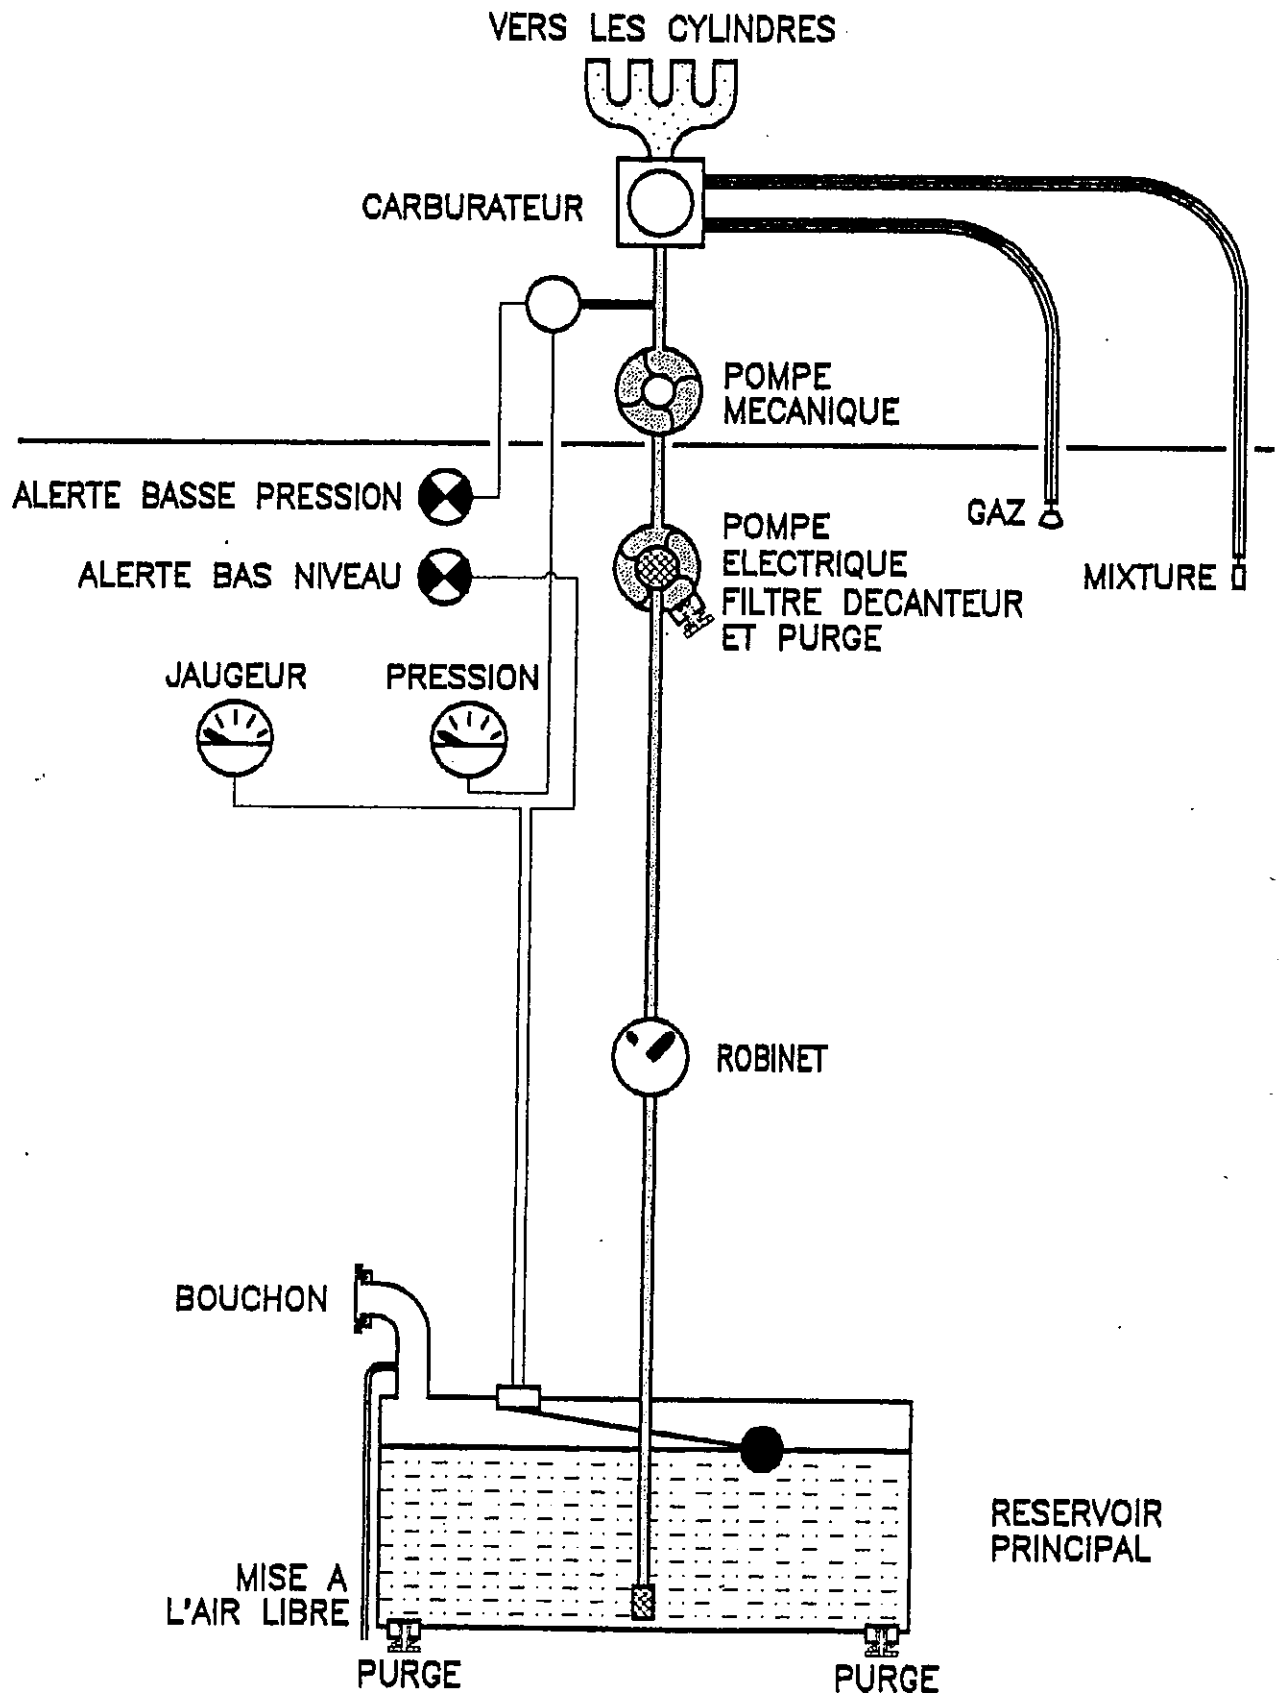 VERS LES CYLINDRES
CARBURATEUR
POMPE
MECANIQUE
ALERTE BASSE PRESSION
GAZ
POMPE
ELECTRIQUE
FILTRE DECANTEUR
ET PURGE
ALERTE BAS NIVEAU
MIXTURE
JAUGEUR
PRESSION
ROBINET
BOUCHON
RESERVOIR
PRINCIPAL
MISE A
L'AIR LIBRE
PURGE
PURGE